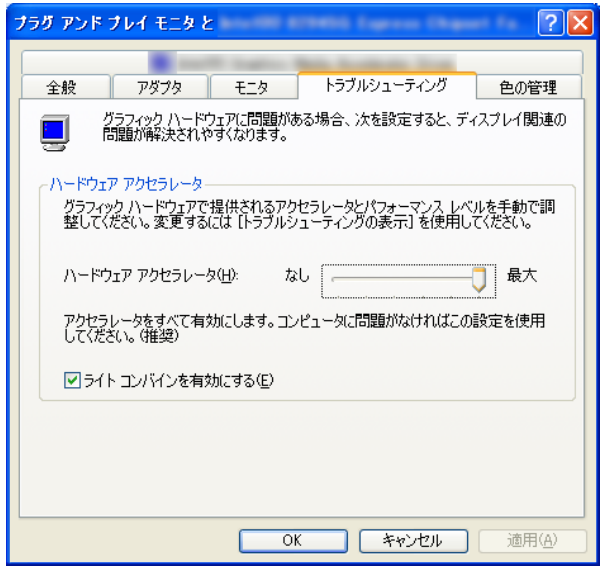 プラグ アンド プレイ モニタ と
全般 アダプタ モニタ トラブルシューティング 色の管理
グラフィック ハードウェアに問題がある場合、次を設定すると、ディスプレイ関連の
問題が解決されやすくなります。
ハードウェア アクセラレータ
グラフィック ハードウェアで提供されるアクセラレータとパフォーマンス レベルを手動で調
整してください。変更するには [トラブルシューティングの表示] を使用してください。
ハードウェア アクセラレータ(H): なし 最大
アクセラレータをすべて有効にします。コンピュータに問題がなければこの設定を使用
してください。(推奨)
ライト コンバインを有効にする(E)
OK キャンセル 適用(A)